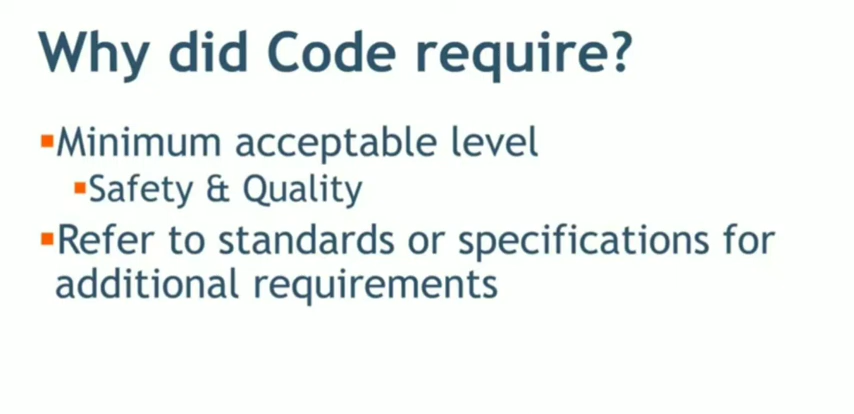 Why did Code require?
▪Minimum acceptable level
▪Safety & Quality
▪Refer to standards or specifications for
additional requirements